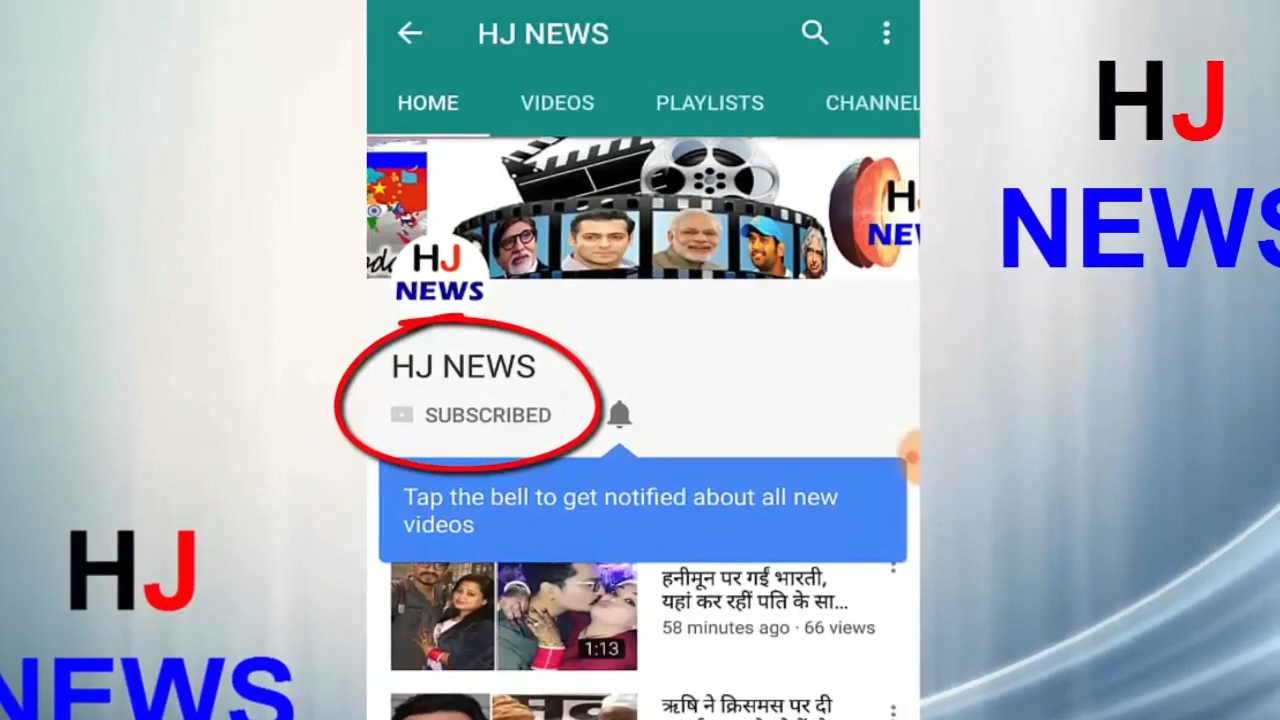 HJ NEWS
HOME VIDEOS PLAYLISTS CHANNEL
HJ
NEWS
HJ
NEWS
HJ
NEWS
HJ NEWS
SUBSCRIBED
Tap the bell to get notified about all new
videos
हनीमून पर गईं भारती,
यहां कर रहीं पति के सा...
58 minutes ago · 66 views
1:13
ऋषि ने क्रिसमस पर दी
HJ
NEWS